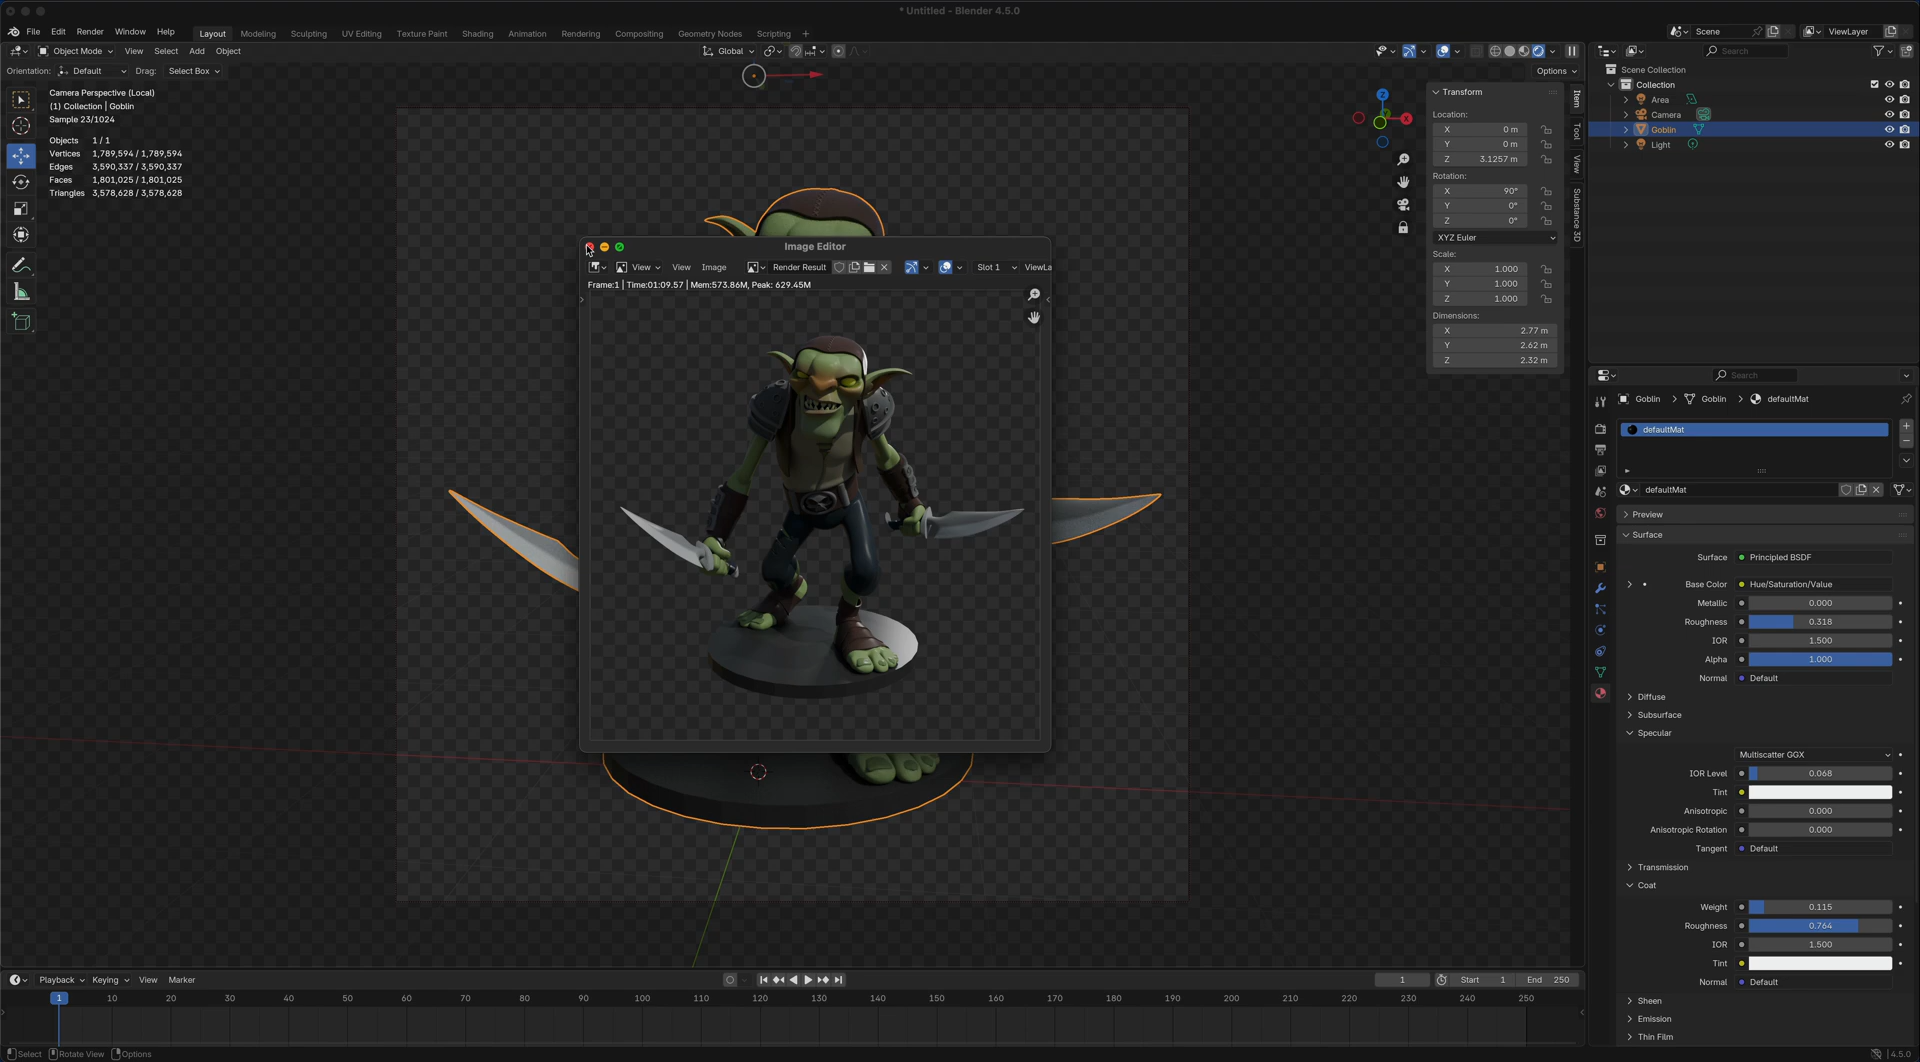 * Untitled - Blender 4.5.0
File Edit Render Window Help
Layout Modeling Sculpting UV Editing Texture Paint Shading Animation Rendering Compositing Geometry Nodes Scripting +
Scene
ViewLayer
Object Mode View Select Add Object
Global
Search
Orientation: Default Drag: Select Box
Options
Camera Perspective (Local)
(1) Collection | Goblin
Sample 23/1024
Objects 1 / 1
Vertices 1,789,594 / 1,789,594
Edges 3,590,337 / 3,590,337
Faces 1,801,025 / 1,801,025
Triangles 3,578,628 / 3,578,628
Z
X
Transform
Location:
X 0 m
Y 0 m
Z 3.1257 m
Rotation:
X 90°
Y 0°
Z 0°
XYZ Euler
Scale:
X 1.000
Y 1.000
Z 1.000
Dimensions:
X 2.77 m
Y 2.62 m
Z 2.32 m
Item
Tool
View
Substance 3D
Scene Collection
Collection
Area
Camera
Goblin
Light
Image Editor
View View Image Render Result Slot 1 ViewLa
Frame:1 | Time:01:09.57 | Mem:573.86M, Peak: 629.45M
Search
Goblin > Goblin > defaultMat
defaultMat
defaultMat
Preview
Surface
Surface Principled BSDF
Base Color Hue/Saturation/Value
Metallic 0.000
Roughness 0.318
IOR 1.500
Alpha 1.000
Normal Default
Diffuse
Subsurface
Specular
Multiscatter GGX
IOR Level 0.068
Tint
Anisotropic 0.000
Anisotropic Rotation 0.000
Tangent Default
Transmission
Coat
Weight 0.115
Roughness 0.764
IOR 1.500
Tint
Normal Default
Sheen
Emission
Thin Film
Playback Keying View Marker
1 Start 1 End 250
1 10 20 30 40 50 60 70 80 90 100 110 120 130 140 150 160 170 180 190 200 210 220 230 240 250
Select Rotate View Options
4.5.0